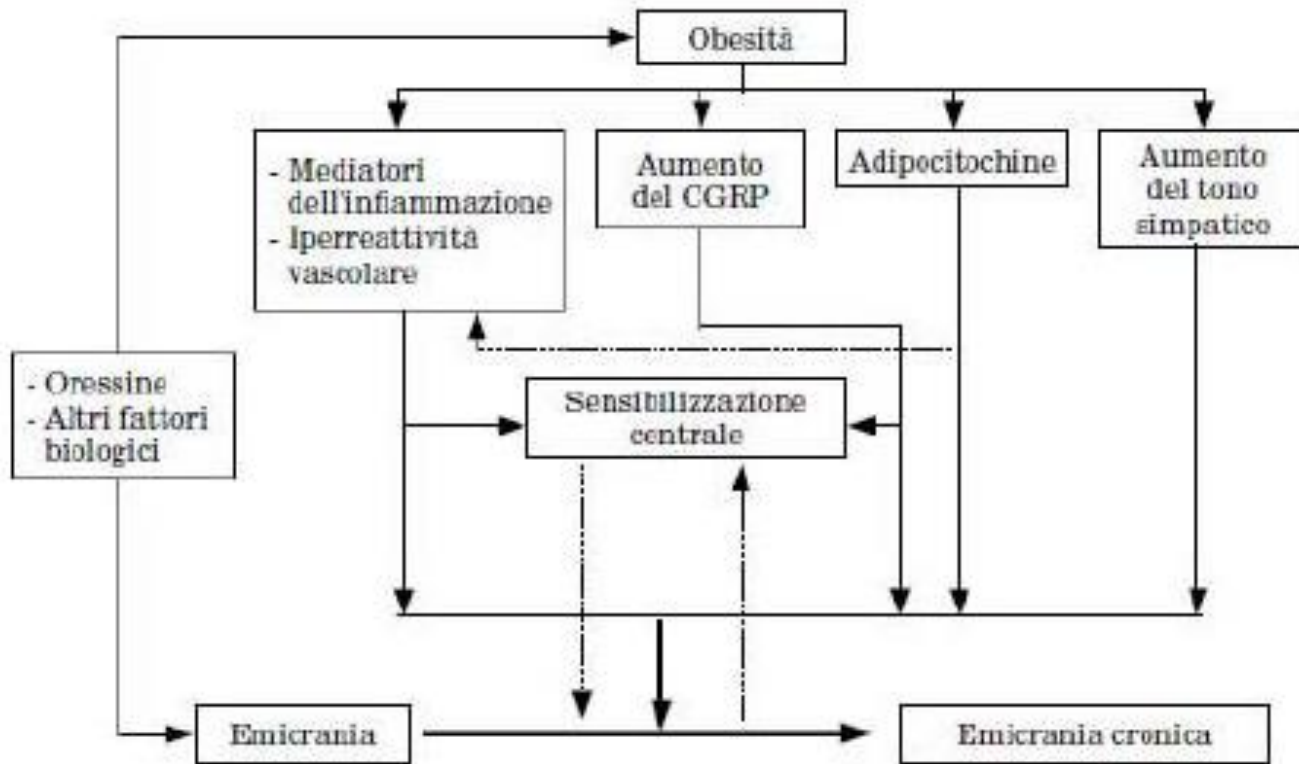 Obesità
- Mediatori
dell'infiammazione
- Iperreattività
vascolare
Aumento
del CGRP
Adipocitochine
Aumento
del tono
simpatico
- Oressine
- Altri fattori
biologici
Sensibilizzazione
centrale
Emicrania
Emicrania cronica